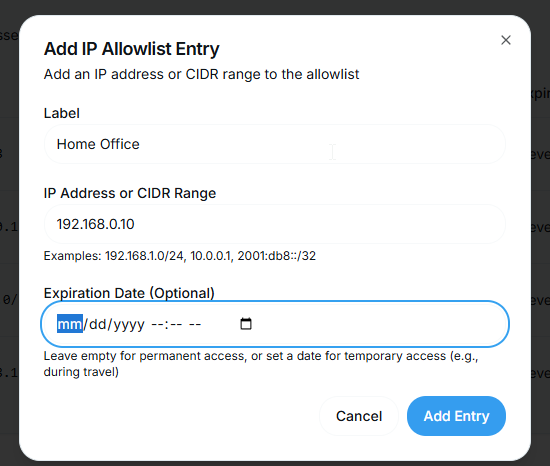 Add IP Allowlist Entry
Add an IP address or CIDR range to the allowlist
Label
Home Office
IP Address or CIDR Range
192.168.0.10
Examples: 192.168.1.0/24, 10.0.0.1, 2001:db8::/32
Expiration Date (Optional)
mm/dd/yyyy --:-- --
Leave empty for permanent access, or set a date for temporary access (e.g.,
during travel)
Cancel
Add Entry